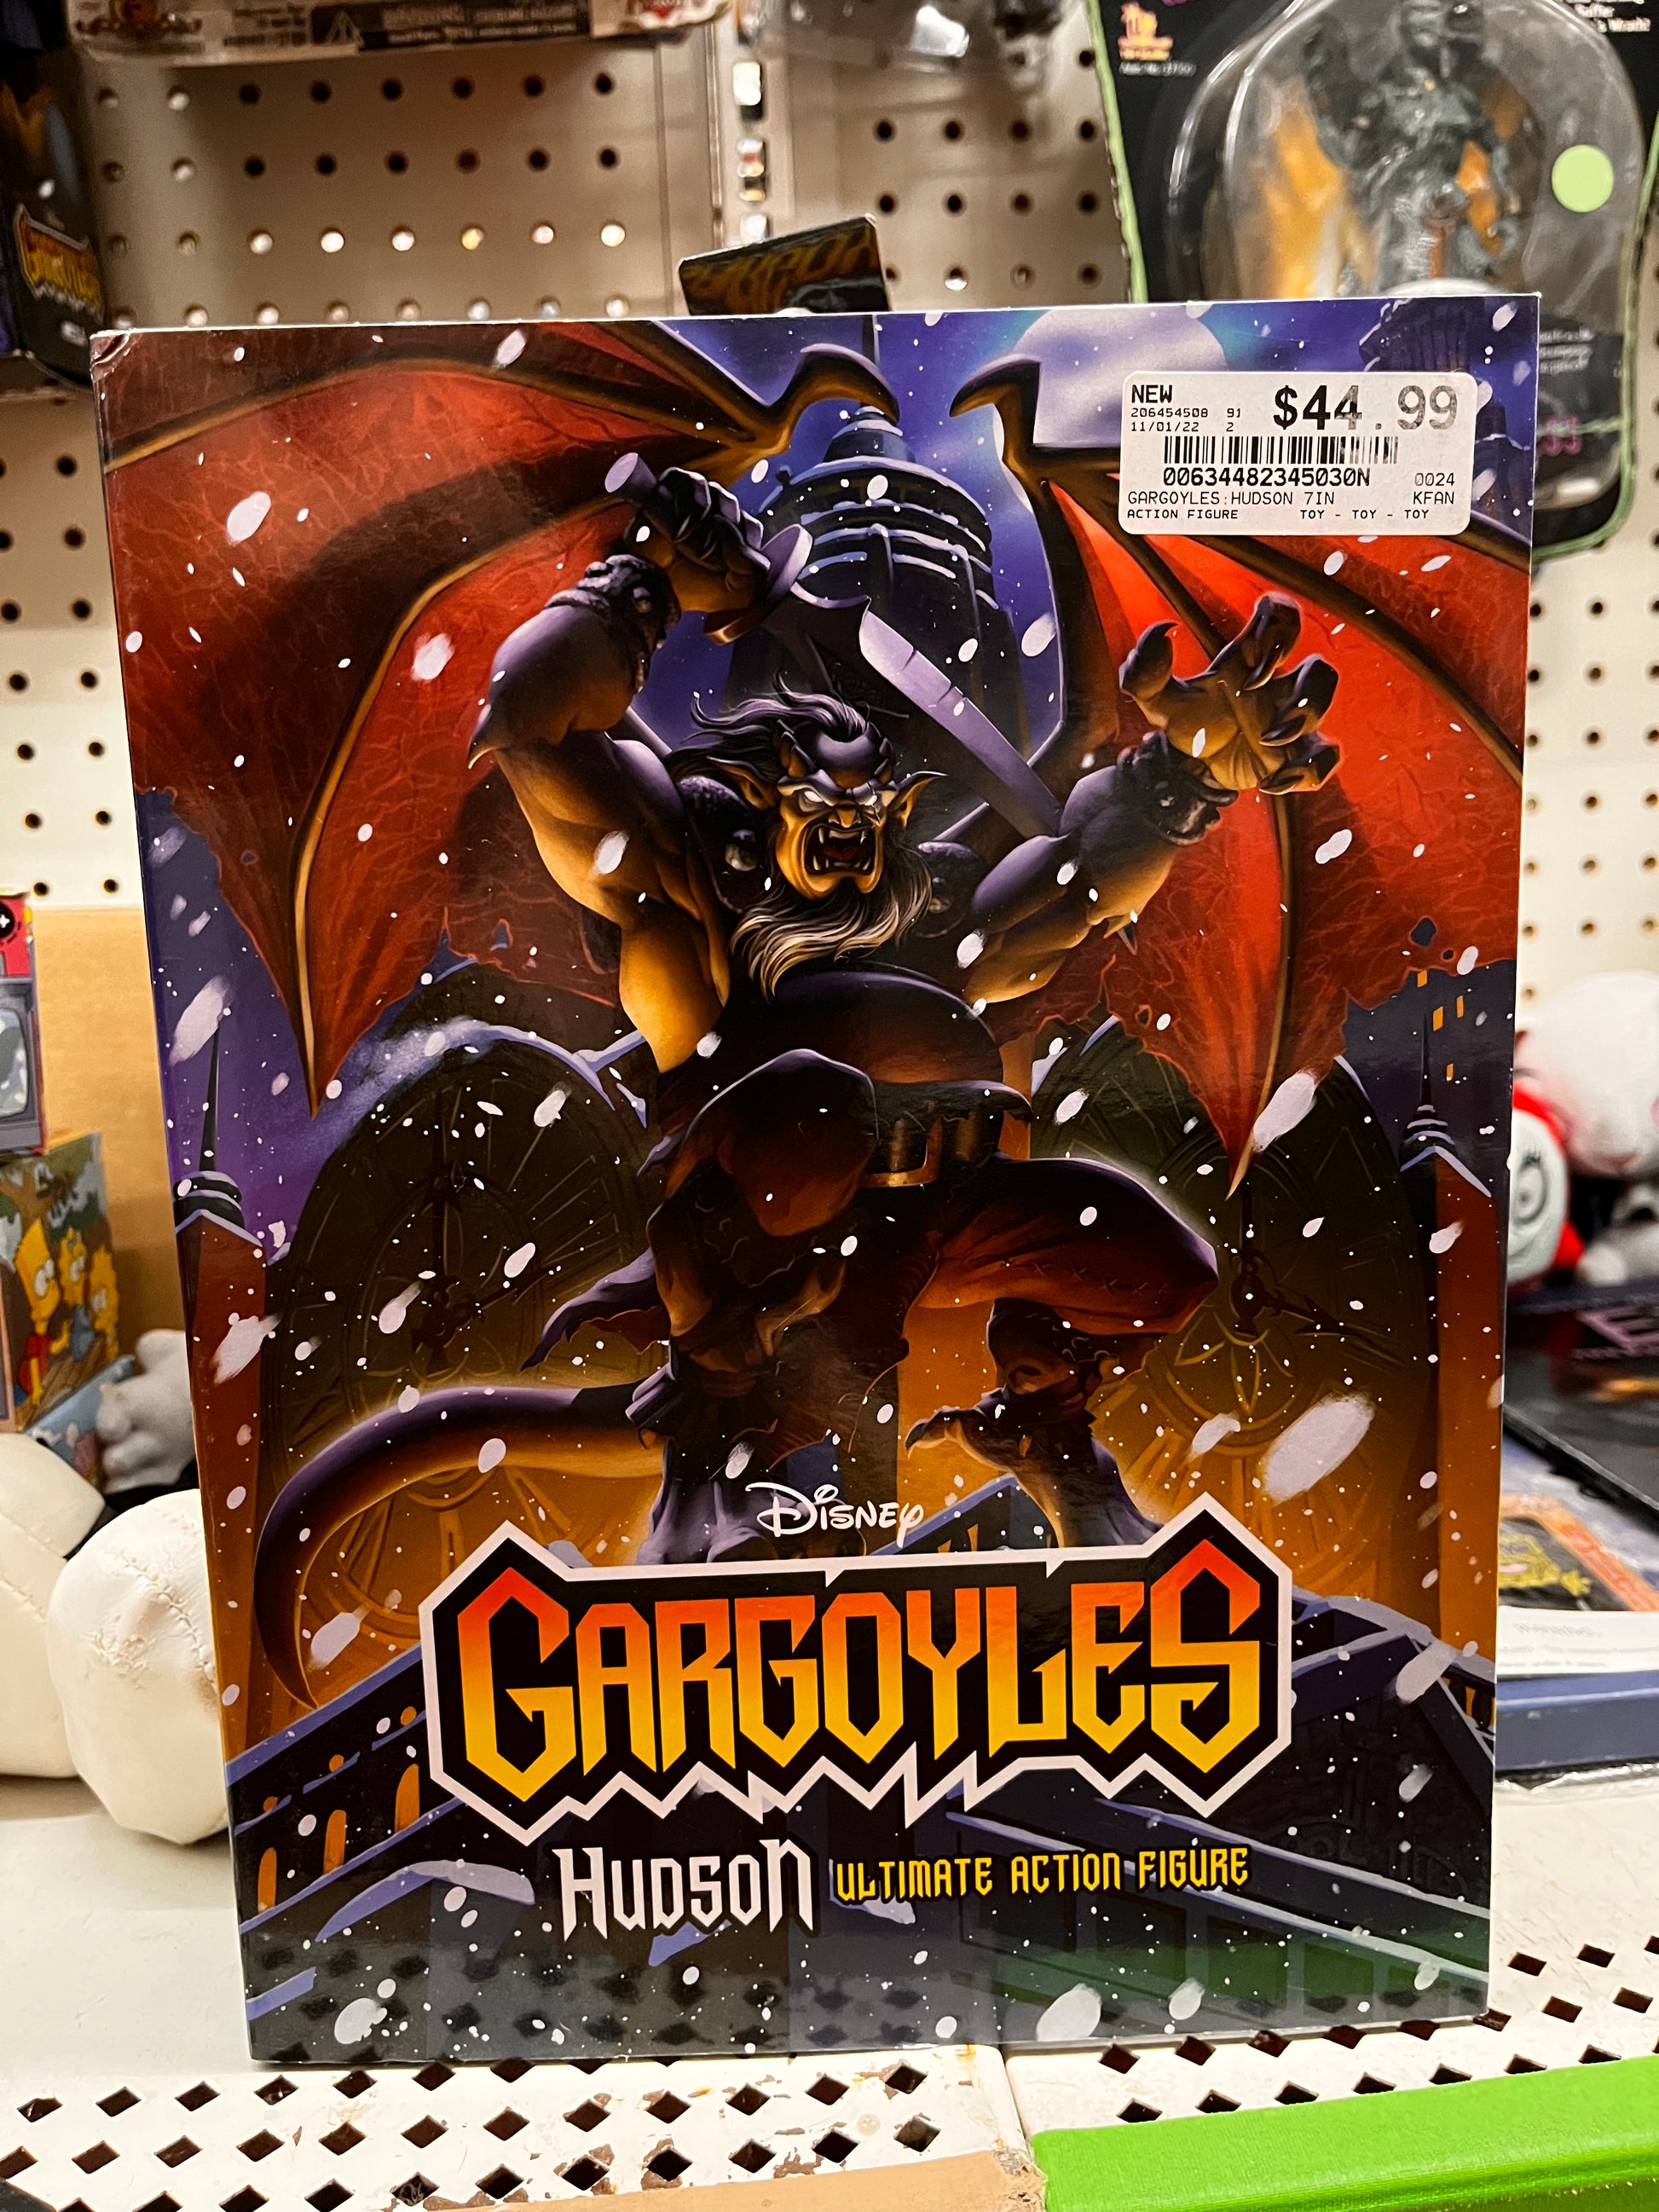 NEW $44.99
206454508 91
11/01/22 2
00634482345030N 0024
GARGOYLES:HUDSON 7IN KFAN
ACTION FIGURE TOY - TOY - TOY
DISNEY
GARGOYLES
HUDSON ULTIMATE ACTION FIGURE